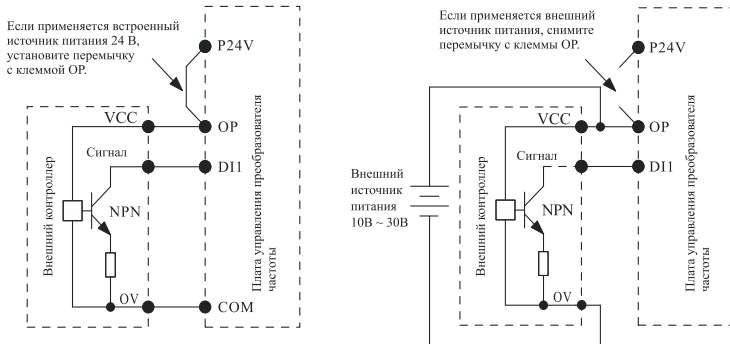 Если применяется встроенный
источник питания 24 В,
установите перемычку
с клеммой OP.
P24V
VCC
OP
Сигнал
DI1
NPN
Внешний контроллер
Плата управления преобразователя
частоты
OV
COM
Если применяется внешний
источник питания, снимите
перемычку с клеммы OP.
P24V
VCC
OP
Сигнал
DI1
Внешний
источник
питания
10В ~ 30В
NPN
Внешний контроллер
Плата управления преобразователя
частоты
OV